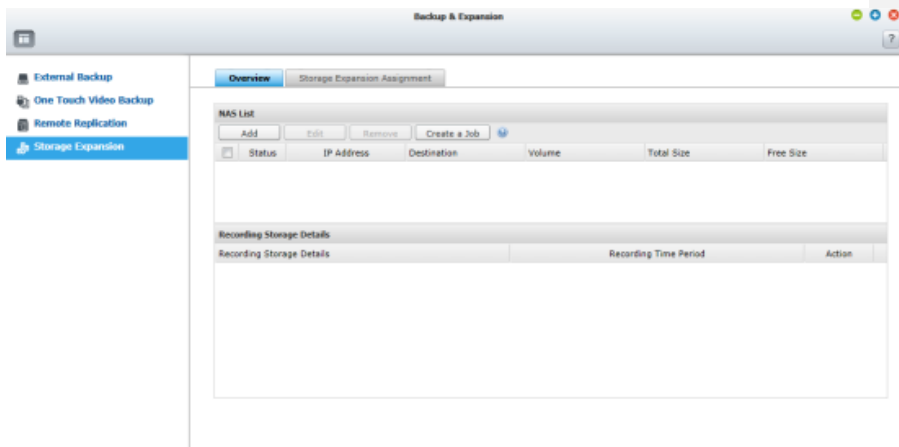 Backup & Expansion
?
External Backup
One Touch Video Backup
Remote Replication
Storage Expansion
Overview Storage Expansion Assignment
NAS List
Add Edit Remove Create a Job
Status IP Address Destination Volume Total Size Free Size
Recording Storage Details
Recording Storage Details Recording Time Period Action